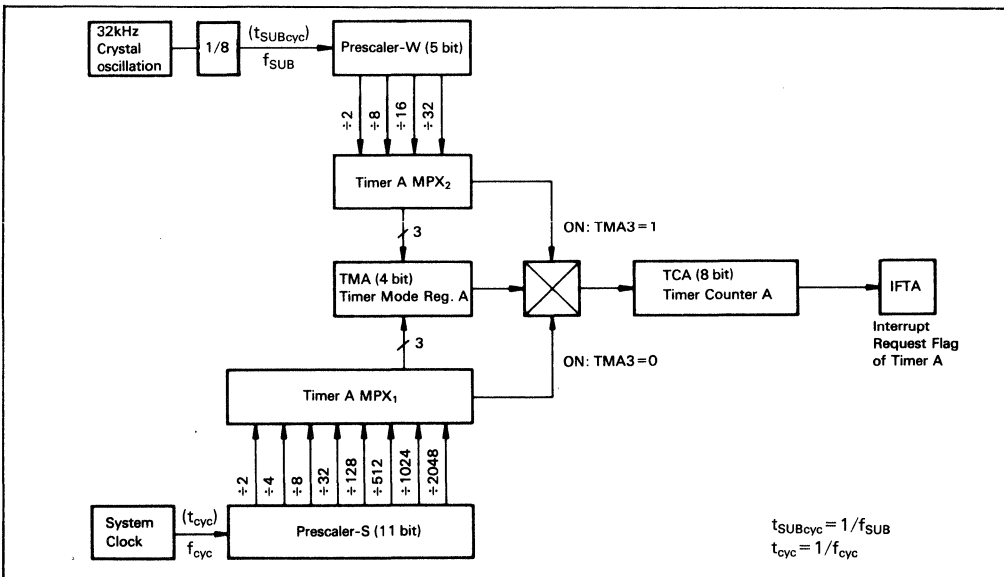 32kHz
Crystal
oscillation
1/8
(tSUBcyc)
fSUB
Prescaler-W (5 bit)
÷2
÷8
÷16
÷32
Timer A MPX2
ON: TMA3=1
3
TMA (4 bit)
Timer Mode Reg. A
TCA (8 bit)
Timer Counter A
IFTA
Interrupt
Request Flag
of Timer A
3
ON: TMA3=0
Timer A MPX1
÷2
÷4
÷8
÷32
÷128
÷512
÷1024
÷2048
System
Clock
(tcyc)
fcyc
Prescaler-S (11 bit)
tSUBcyc=1/fSUB
tcyc=1/fcyc